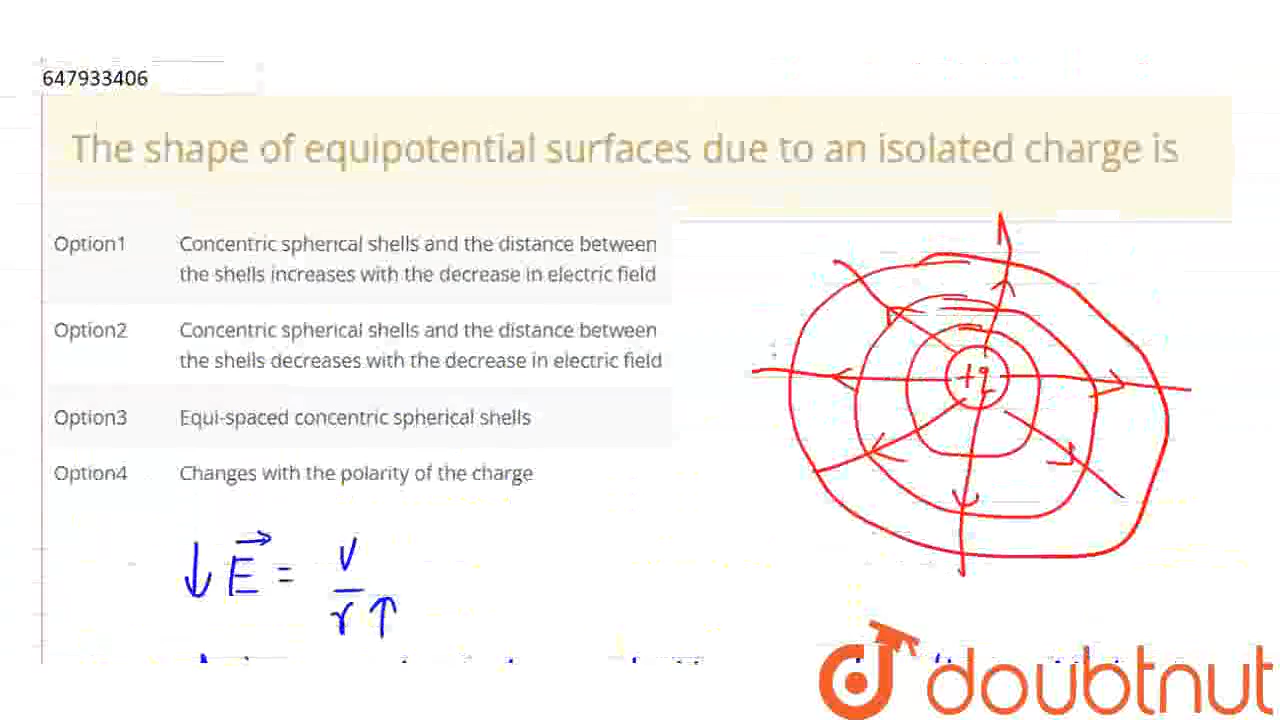 647933406
The shape of equipotential surfaces due to an isolated charge is
Option1 Concentric spherical shells and the distance between
the shells increases with the decrease in electric field
Option2 Concentric spherical shells and the distance between
the shells decreases with the decrease in electric field
Option3 Equi-spaced concentric spherical shells
Option4 Changes with the polarity of the charge
+q
↓ E⃗ = V
r ↑
doubtnut